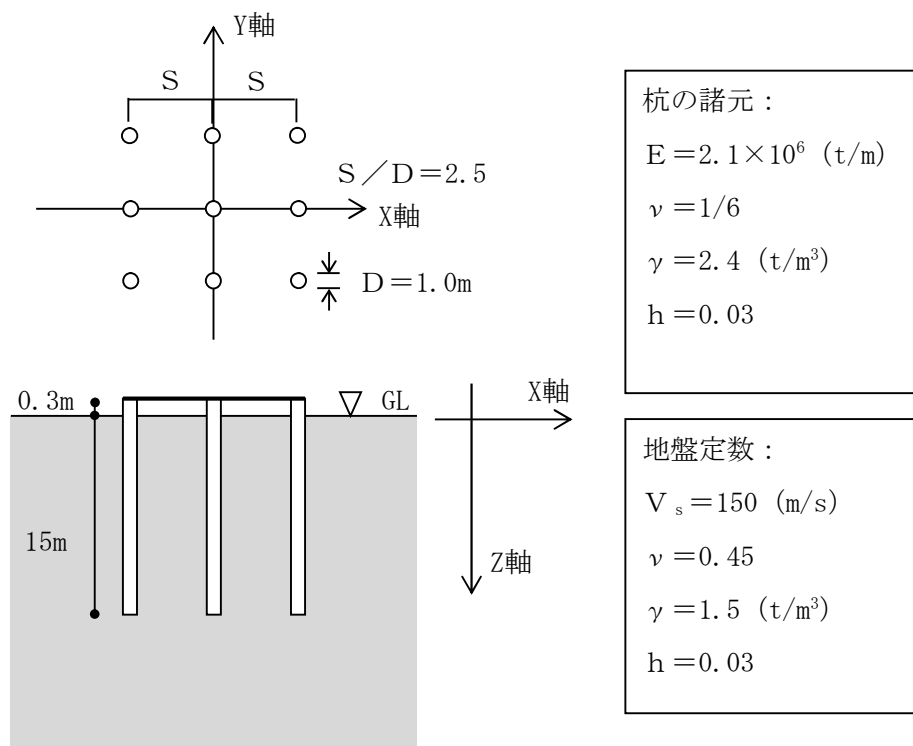 Y軸
S S
S/D=2.5
X軸
D=1.0m
杭の諸元:
E=2.1×10⁶ (t/m)
ν=1/6
γ=2.4 (t/m³)
h=0.03
0.3m
GL
X軸
15m
Z軸
地盤定数:
Vₛ=150 (m/s)
ν=0.45
γ=1.5 (t/m³)
h=0.03